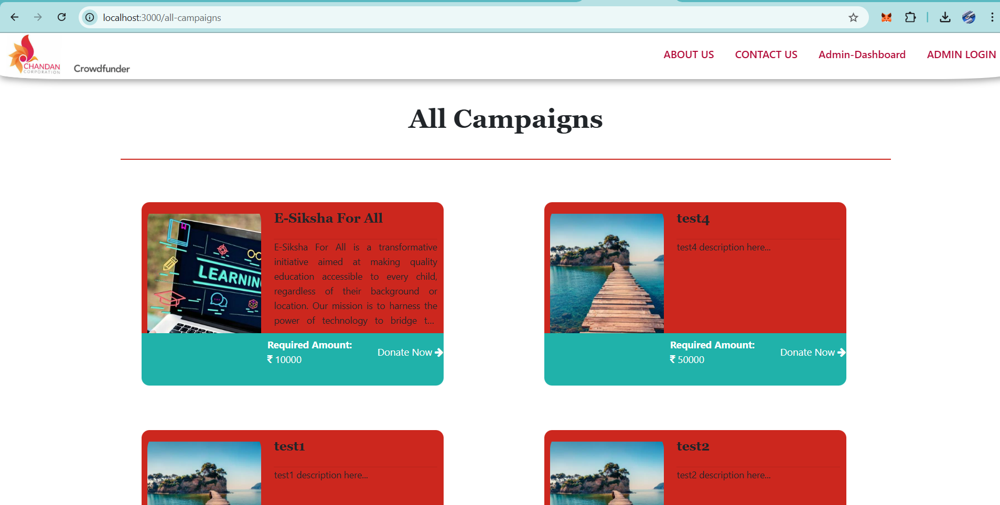 localhost:3000/all-campaigns
CHANDAN
CORPORATION
Crowdfunder
ABOUT US
CONTACT US
Admin-Dashboard
ADMIN LOGIN
All Campaigns
E-Siksha For All
E-Siksha For All is a transformative
initiative aimed at making quality
education accessible to every child,
regardless of their background or
location. Our mission is to harness the
power of technology to bridge t...
LEARNIN
Required Amount:
₹ 10000
Donate Now
test4
test4 description here...
Required Amount:
₹ 50000
Donate Now
test1
test1 description here...
test2
test2 description here...